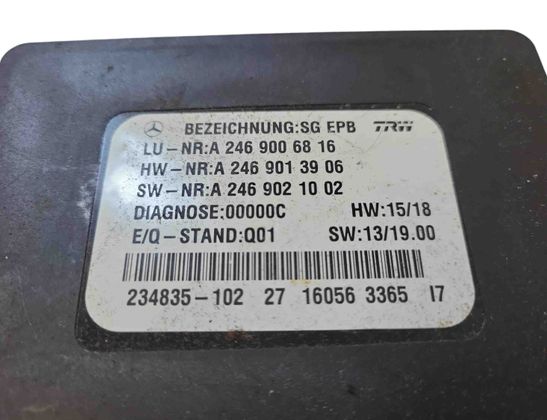 BEZEICHNUNG:SG EPB TRW
LU-NR:A 246 900 68 16
HW-NR:A 246 901 39 06
SW-NR:A 246 902 10 02
DIAGNOSE:00000C HW:15/18
E/Q-STAND:Q01 SW:13/19.00
234835-102 27 16056 3365 I7